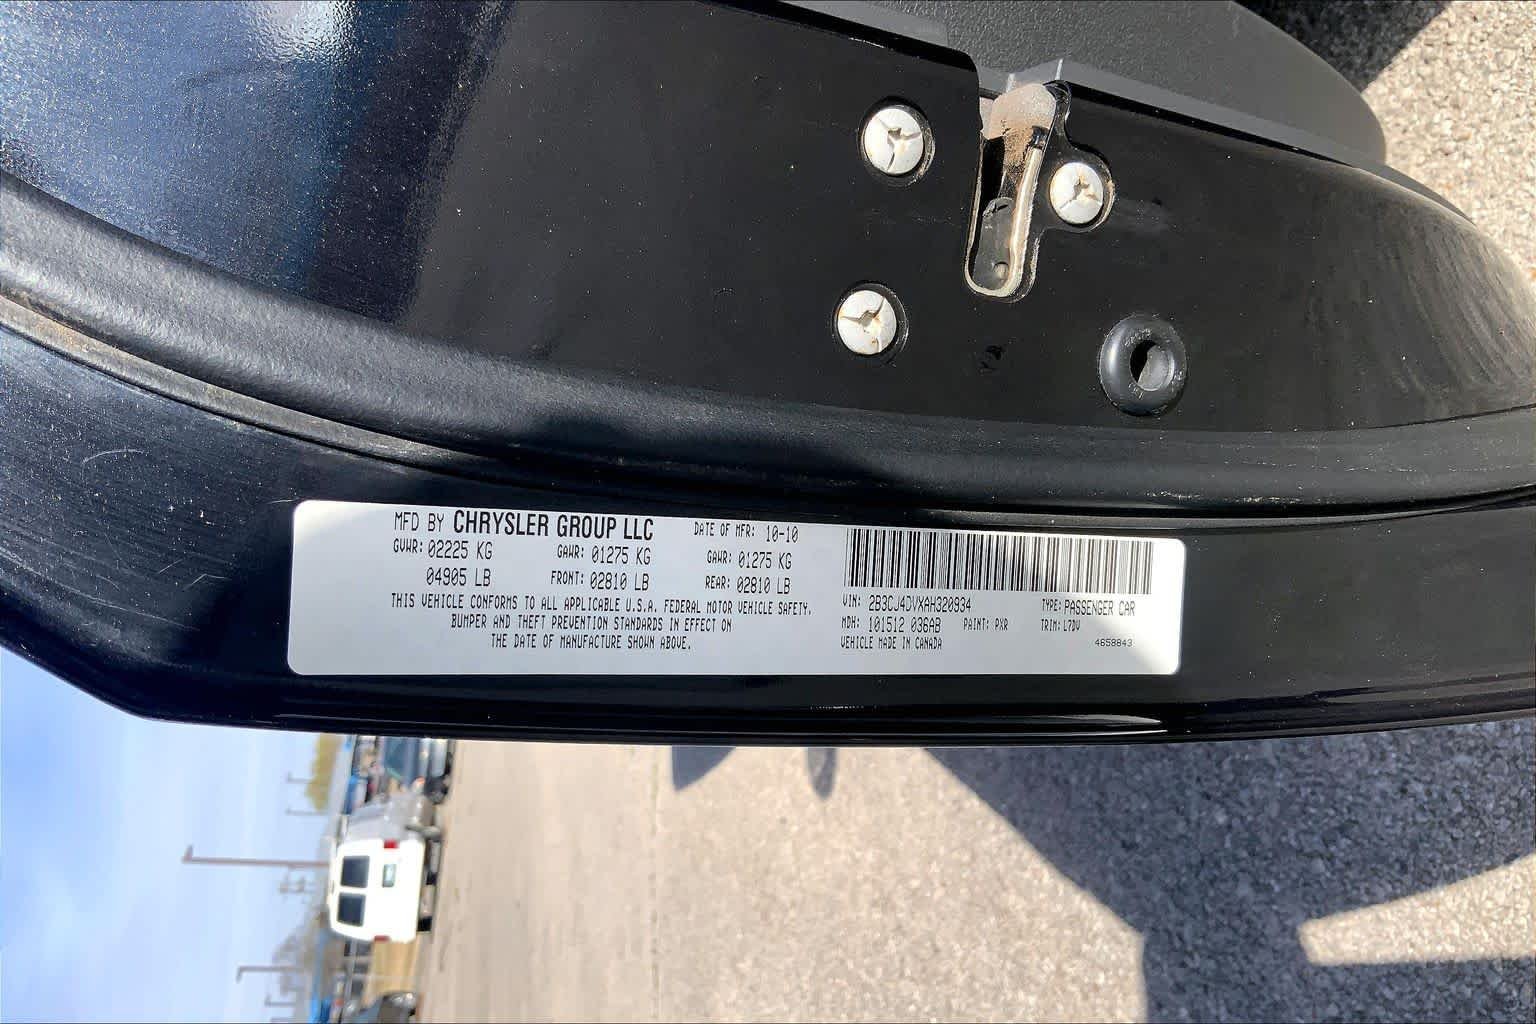 MFD BY CHRYSLER GROUP LLC DATE OF MFR: 10-10
GVWR: 02225 KG GAWR: 01275 KG GAWR: 01275 KG
04905 LB FRONT: 02810 LB REAR: 02810 LB
THIS VEHICLE CONFORMS TO ALL APPLICABLE U.S.A. FEDERAL MOTOR VEHICLE SAFETY,
BUMPER AND THEFT PREVENTION STANDARDS IN EFFECT ON
THE DATE OF MANUFACTURE SHOWN ABOVE.
VIN: 2B3CJ4DVXAH320934 TYPE: PASSENGER CAR
MDH: 101512 036AB PAINT: PXR TRIM: L7DV
VEHICLE MADE IN CANADA 4658843